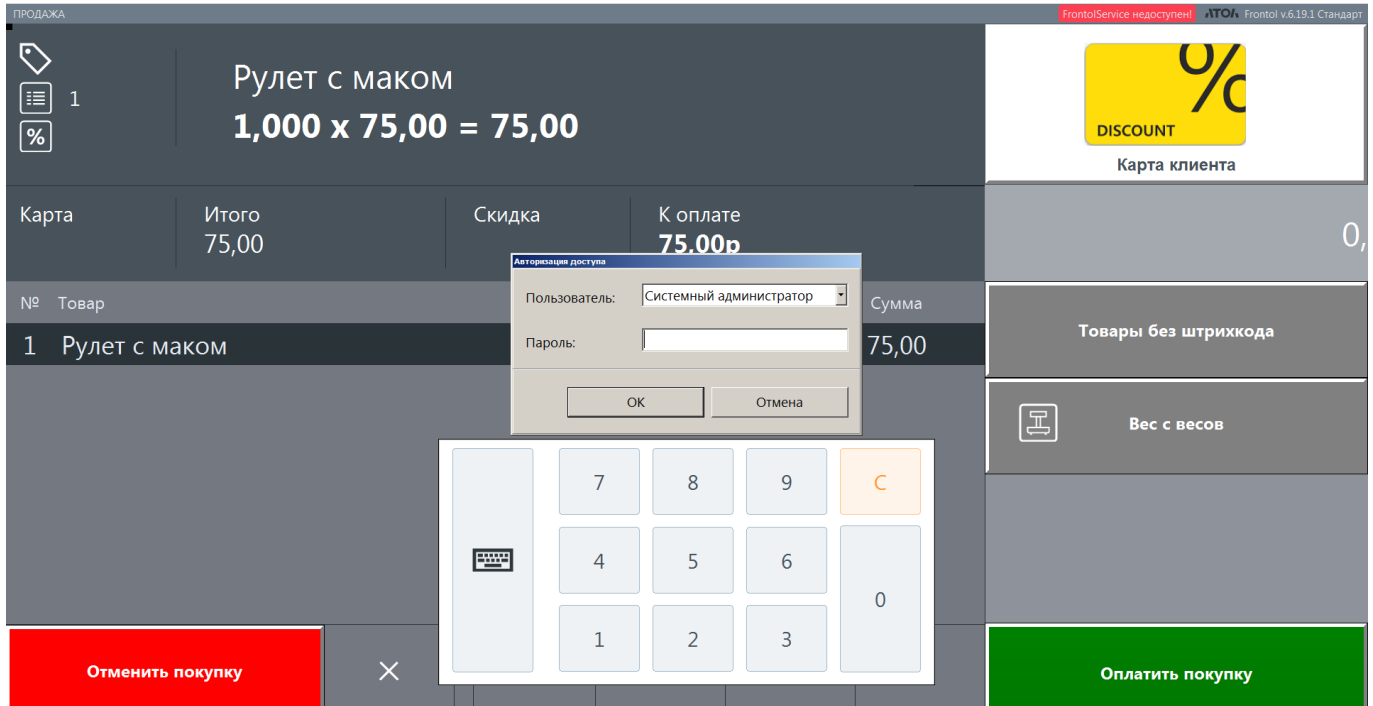 ПРОДАЖА
FrontolService недоступен! АТОЛ Frontol v.6.19.1 Стандарт
1
Рулет с маком
1,000 x 75,00 = 75,00
%
DISCOUNT
Карта клиента
Карта
Итого
75,00
Скидка
К оплате
75,00р
0,
Авторизация доступа
Пользователь: Системный администратор
Пароль:
ОК Отмена
№ Товар Сумма
1 Рулет с маком 75,00
Товары без штрихкода
Вес с весов
7 8 9 C
4 5 6
0
1 2 3
Отменить покупку
Оплатить покупку